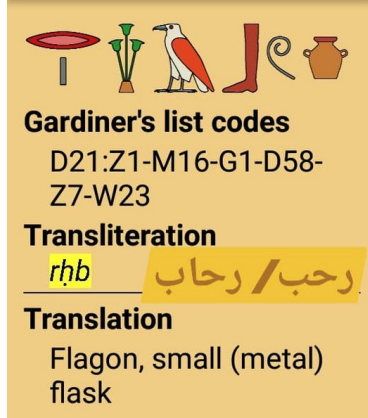 Gardiner's list codes
D21:Z1-M16-G1-D58-
Z7-W23
Transliteration
rḥb
رحب/ رحاب
Translation
Flagon, small (metal)
flask